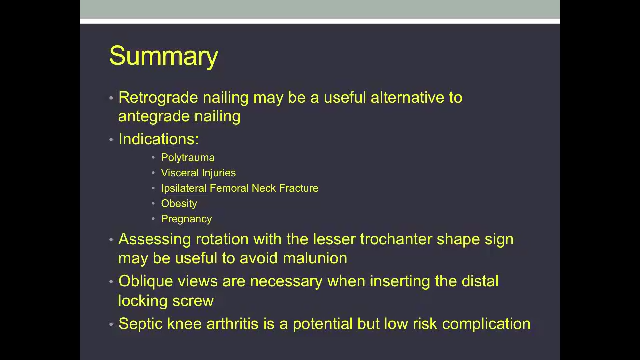 Summary
• Retrograde nailing may be a useful alternative to
antegrade nailing
• Indications:
• Polytrauma
• Visceral Injuries
• Ipsilateral Femoral Neck Fracture
• Obesity
• Pregnancy
• Assessing rotation with the lesser trochanter shape sign
may be useful to avoid malunion
• Oblique views are necessary when inserting the distal
locking screw
• Septic knee arthritis is a potential but low risk complication